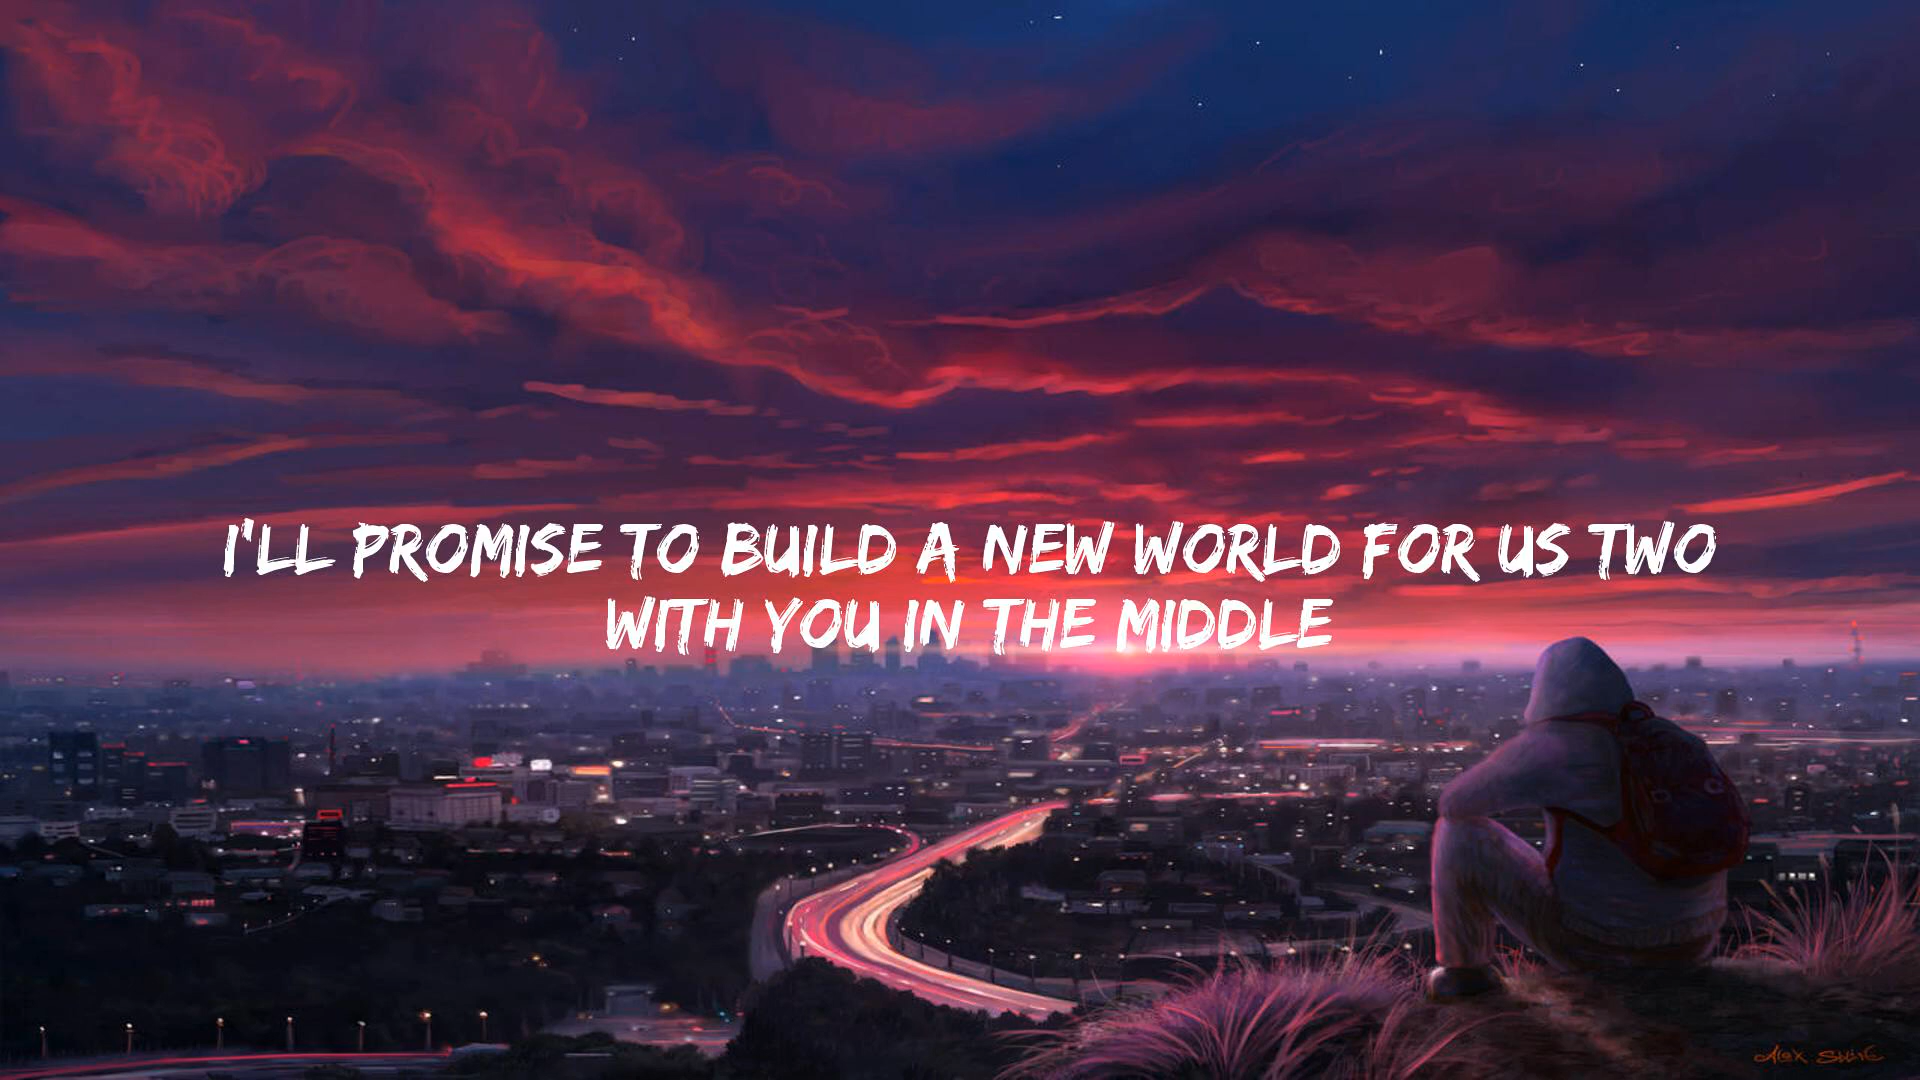 I'LL PROMISE TO BUILD A NEW WORLD FOR US TWO
WITH YOU IN THE MIDDLE